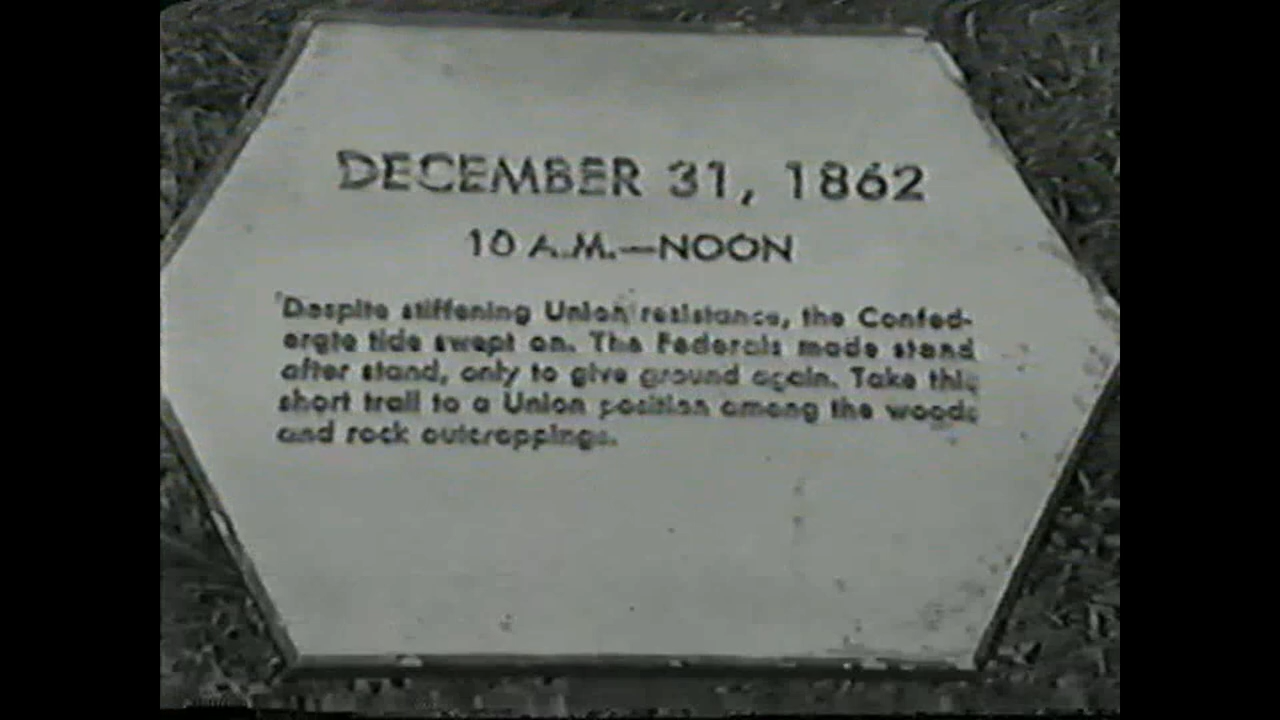 DECEMBER 31, 1862
10 A.M.—NOON
Despite stiffening Union resistance, the Confed-
erate tide swept on. The Federals made stand
after stand, only to give ground again. Take this
short trail to a Union position among the woods
and rock outcroppings.